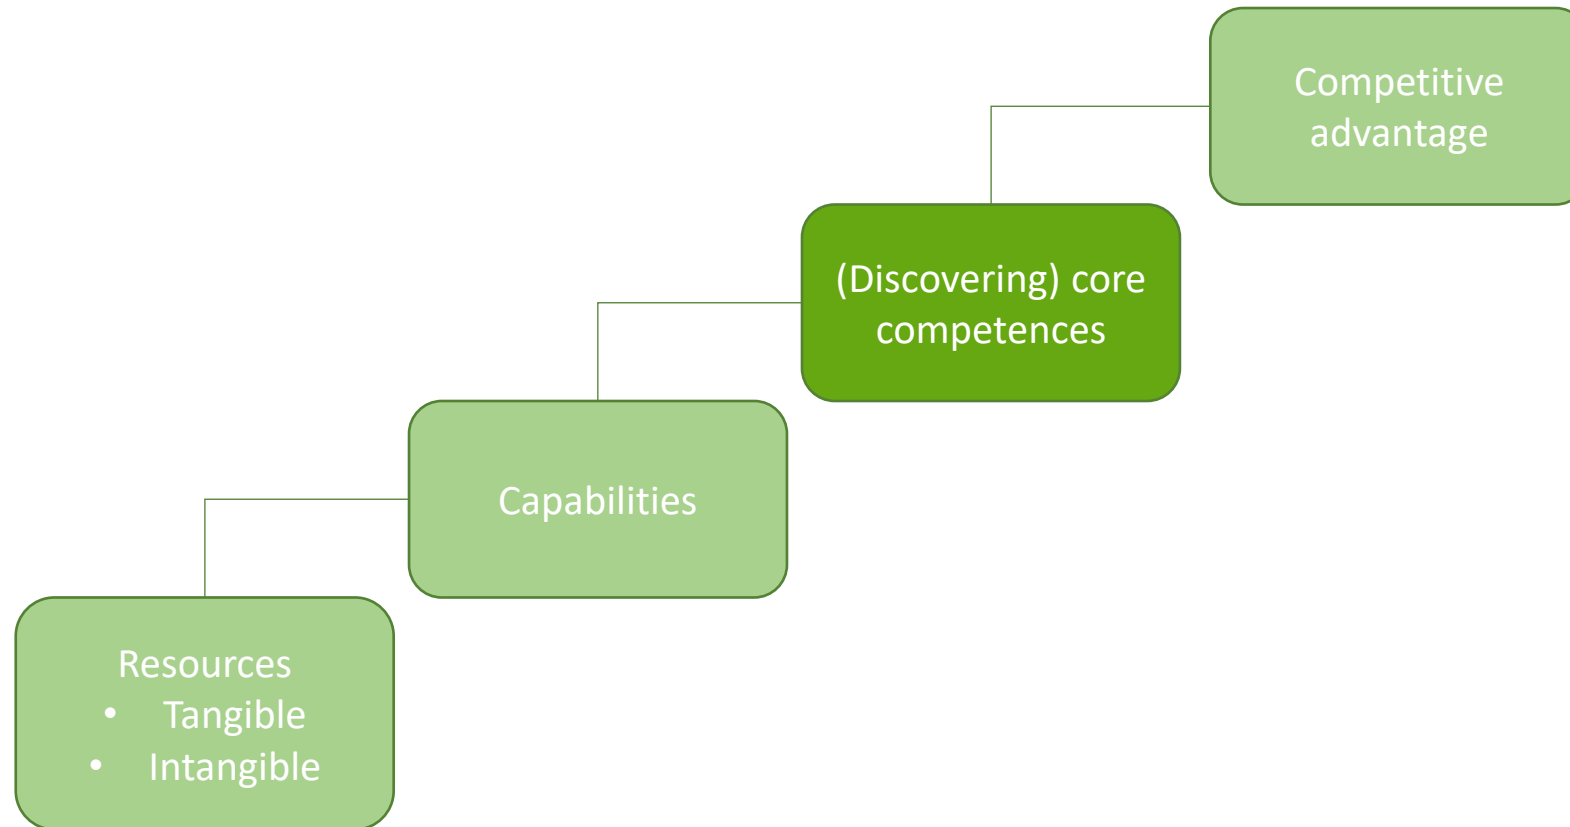 Competitive
advantage
(Discovering) core
competences
Capabilities
Resources
• Tangible
• Intangible